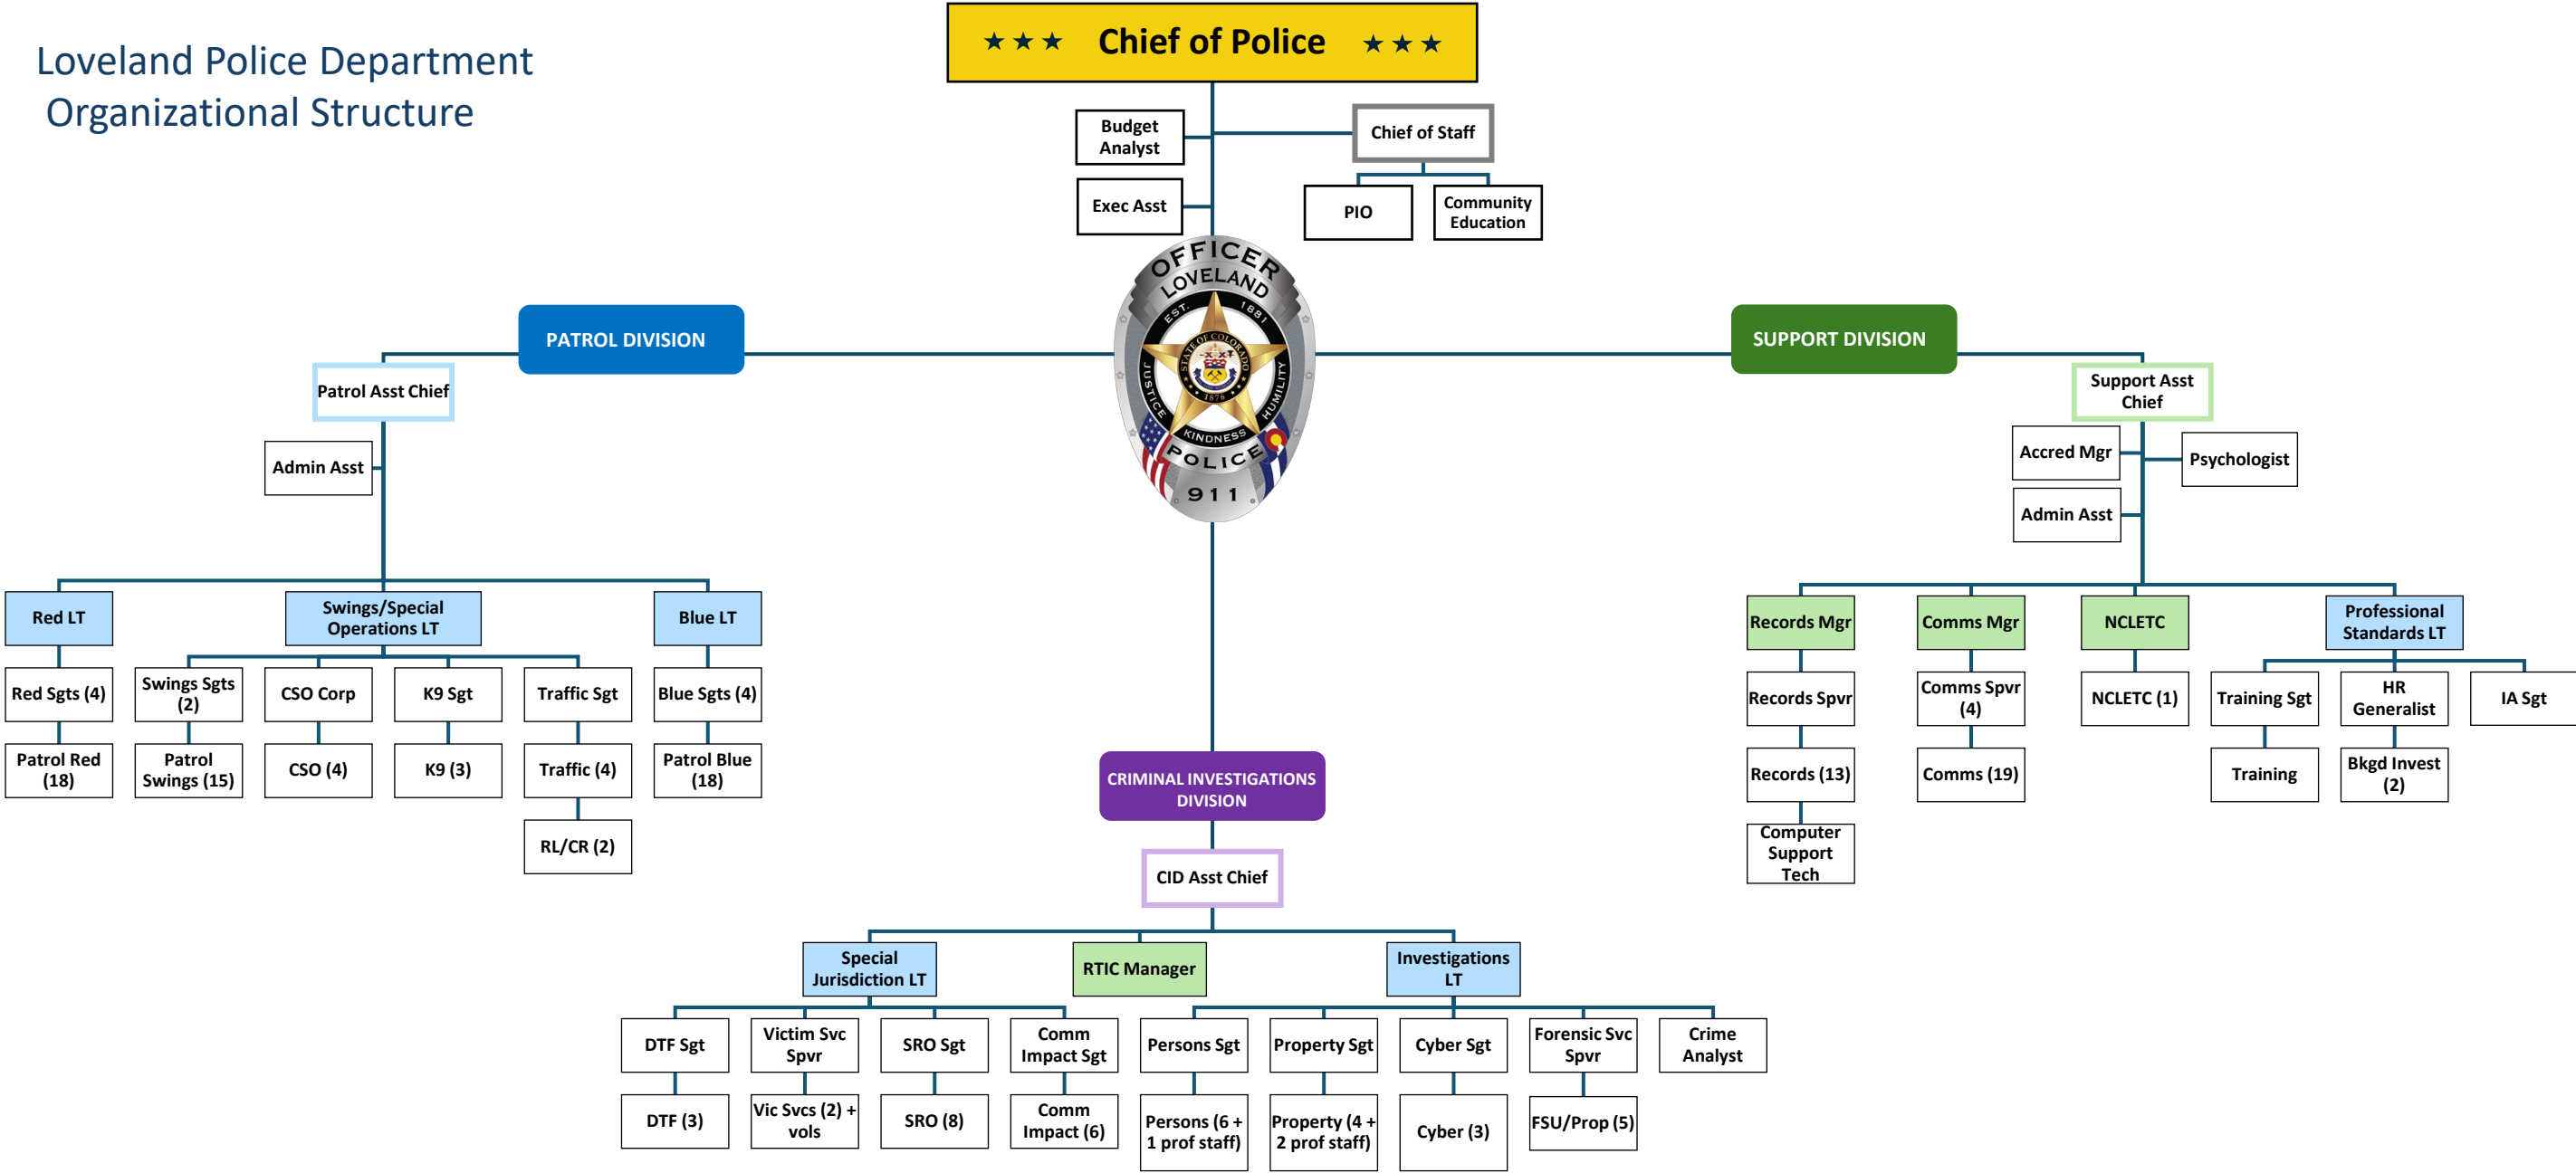 Loveland Police Department
Organizational Structure
★ ★ ★ Chief of Police ★ ★ ★
Budget
Analyst
Chief of Staff
Exec Asst
PIO
Community
Education
OFFICER
LOVELAND
EST. 1881
STATE OF COLORADO
1876
JUSTICE
KINDNESS
HUMILITY
POLICE
911
PATROL DIVISION
Patrol Asst Chief
Admin Asst
Red LT
Red Sgts (4)
Patrol Red
(18)
Swings/Special
Operations LT
Swings Sgts
(2)
Patrol
Swings (15)
CSO Corp
CSO (4)
K9 Sgt
K9 (3)
Traffic Sgt
Traffic (4)
RL/CR (2)
Blue LT
Blue Sgts (4)
Patrol Blue
(18)
SUPPORT DIVISION
Support Asst
Chief
Accred Mgr
Psychologist
Admin Asst
Records Mgr
Records Spvr
Records (13)
Computer
Support
Tech
Comms Mgr
Comms Spvr
(4)
Comms (19)
NCLETC
NCLETC (1)
Professional
Standards LT
Training Sgt
Training
HR
Generalist
Bkgd Invest
(2)
IA Sgt
CRIMINAL INVESTIGATIONS
DIVISION
CID Asst Chief
Special
Jurisdiction LT
DTF Sgt
DTF (3)
Victim Svc
Spvr
Vic Svcs (2) +
vols
SRO Sgt
SRO (8)
Comm
Impact Sgt
Comm
Impact (6)
RTIC Manager
Investigations
LT
Persons Sgt
Persons (6 +
1 prof staff)
Property Sgt
Property (4 +
2 prof staff)
Cyber Sgt
Cyber (3)
Forensic Svc
Spvr
FSU/Prop (5)
Crime
Analyst